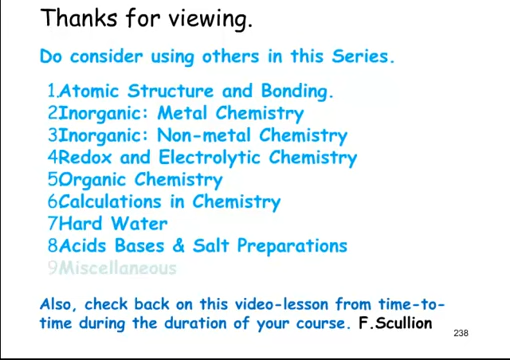 Thanks for viewing.
Do consider using others in this Series.
1.Atomic Structure and Bonding.
2Inorganic: Metal Chemistry
3Inorganic: Non-metal Chemistry
4Redox and Electrolytic Chemistry
5Organic Chemistry
6Calculations in Chemistry
7Hard Water
8Acids Bases & Salt Preparations
9Miscellaneous
Also, check back on this video-lesson from time-to-
time during the duration of your course. F.Scullion
238